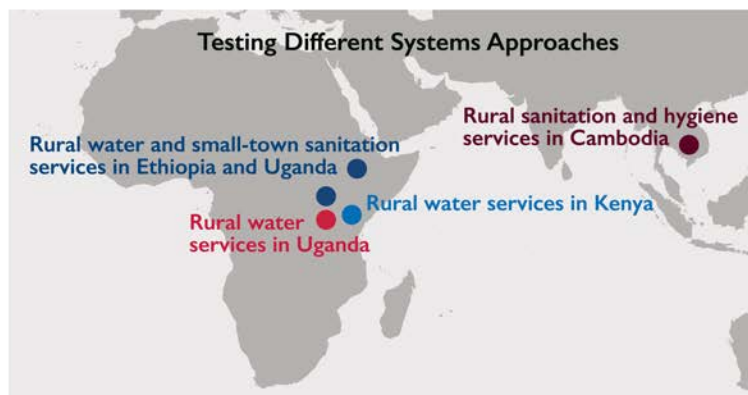 Testing Different Systems Approaches
Rural sanitation and hygiene
services in Cambodia
Rural water and small-town sanitation
services in Ethiopia and Uganda
Rural water services in Kenya
Rural water
services in Uganda